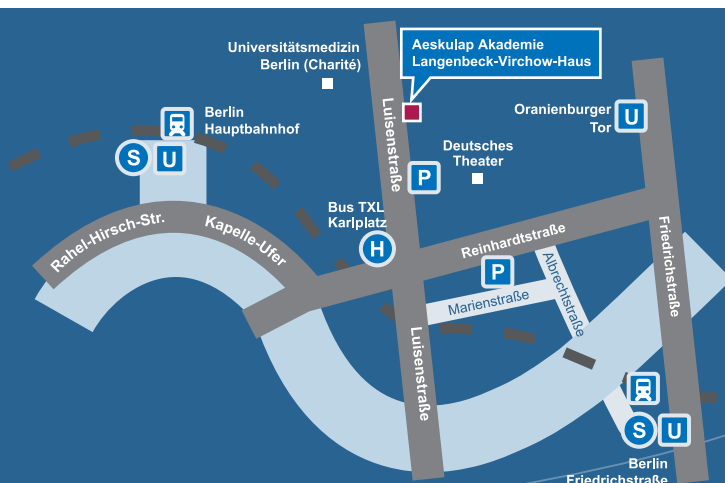 Universitätsmedizin
Berlin (Charité)
Aeskulap Akademie
Langenbeck-Virchow-Haus
Berlin
Hauptbahnhof
S
U
Luisenstraße
Oranienburger
Tor
U
Deutsches
Theater
P
Bus TXL
Karlplatz
H
Rahel-Hirsch-Str.
Kapelle-Ufer
Reinhardtstraße
P
Marienstraße
Albrechtstraße
Friedrichstraße
Luisenstraße
S
U
Berlin
Friedrichstraße